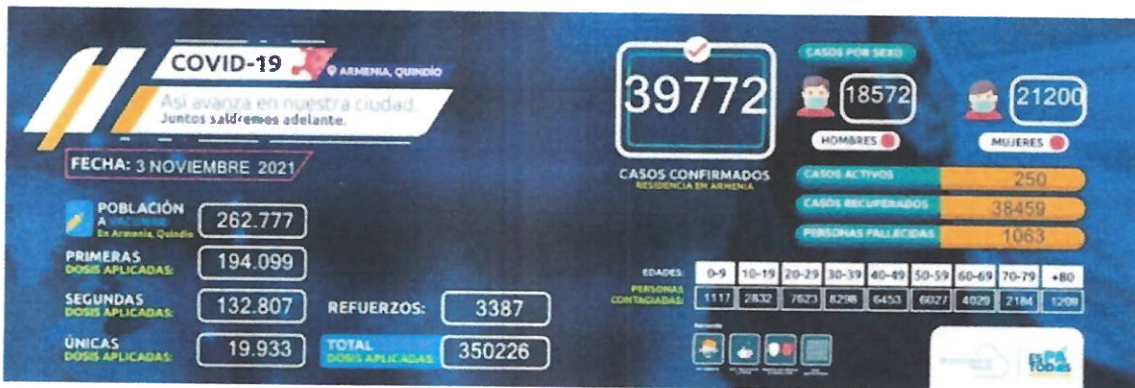 COVID-19
ARMENIA, QUINDÍO
Así avanza en nuestra ciudad.
Juntos saldremos adelante.
FECHA: 3 NOVIEMBRE 2021
POBLACIÓN
A VACUNAR
En Armenia, Quindío
262.777
PRIMERAS
DOSIS APLICADAS:
194.099
SEGUNDAS
DOSIS APLICADAS:
132.807
ÚNICAS
DOSIS APLICADAS:
19.933
REFUERZOS:
3387
TOTAL
DOSIS APLICADAS:
350226
39772
CASOS CONFIRMADOS
RESIDENCIA EN ARMENIA
CASOS POR SEXO
18572
HOMBRES
21200
MUJERES
CASOS ACTIVOS 250
CASOS RECUPERADOS 38459
PERSONAS FALLECIDAS 1063
EDADES: 0-9 10-19 20-29 30-39 40-49 50-59 60-69 70-79 +80
PERSONAS
CONTAGIADAS: 1117 2832 7623 8298 6453 6027 4029 2184 1209
ES PA'
TODOS